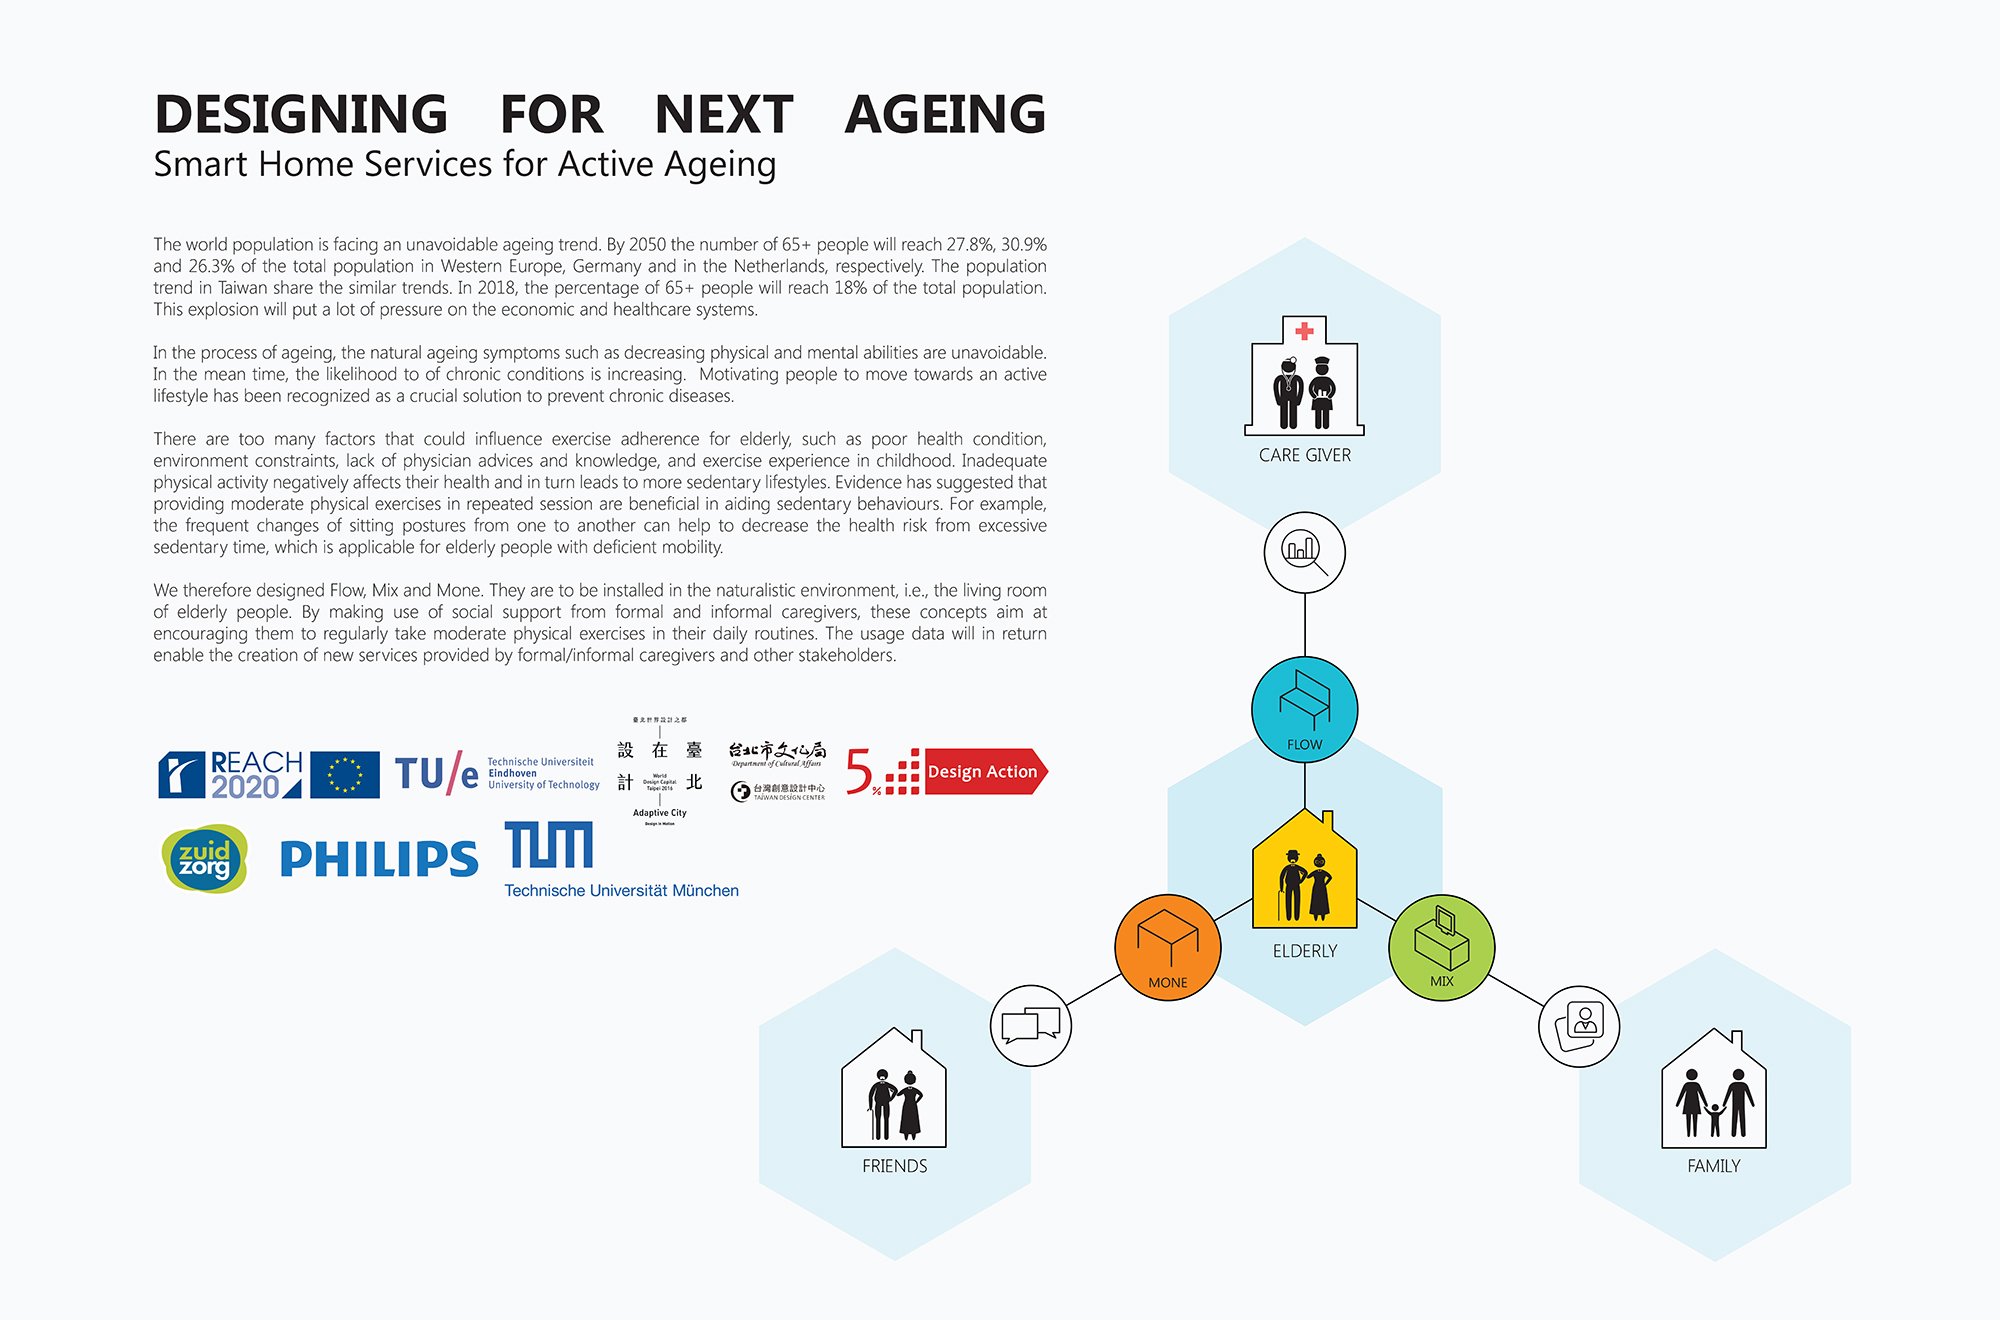 DESIGNING FOR NEXT AGEING
Smart Home Services for Active Ageing
The world population is facing an unavoidable ageing trend. By 2050 the number of 65+ people will reach 27.8%, 30.9%
and 26.3% of the total population in Western Europe, Germany and in the Netherlands, respectively. The population
trend in Taiwan share the similar trends. In 2018, the percentage of 65+ people will reach 18% of the total population.
This explosion will put a lot of pressure on the economic and healthcare systems.
In the process of ageing, the natural ageing symptoms such as decreasing physical and mental abilities are unavoidable.
In the mean time, the likelihood to of chronic conditions is increasing.  Motivating people to move towards an active
lifestyle has been recognized as a crucial solution to prevent chronic diseases.
There are too many factors that could influence exercise adherence for elderly, such as poor health condition,
environment constraints, lack of physician advices and knowledge, and exercise experience in childhood. Inadequate
physical activity negatively affects their health and in turn leads to more sedentary lifestyles. Evidence has suggested that
providing moderate physical exercises in repeated session are beneficial in aiding sedentary behaviours. For example,
the frequent changes of sitting postures from one to another can help to decrease the health risk from excessive
sedentary time, which is applicable for elderly people with deficient mobility.
We therefore designed Flow, Mix and Mone. They are to be installed in the naturalistic environment, i.e., the living room
of elderly people. By making use of social support from formal and informal caregivers, these concepts aim at
encouraging them to regularly take moderate physical exercises in their daily routines. The usage data will in return
enable the creation of new services provided by formal/informal caregivers and other stakeholders.
REACH
2020
TU/e
Technische Universiteit
Eindhoven
University of Technology
臺北世界設計之都
設 在 臺
計 北
World
Design Capital
Taipei 2016
Adaptive City
Design in Motion
台北市文化局
Department of Cultural Affairs
台灣創意設計中心
TAIWAN DESIGN CENTER
5%
Design Action
zuid
zorg
PHILIPS
TUM
Technische Universität München
CARE GIVER
FLOW
ELDERLY
MONE
MIX
FRIENDS
FAMILY